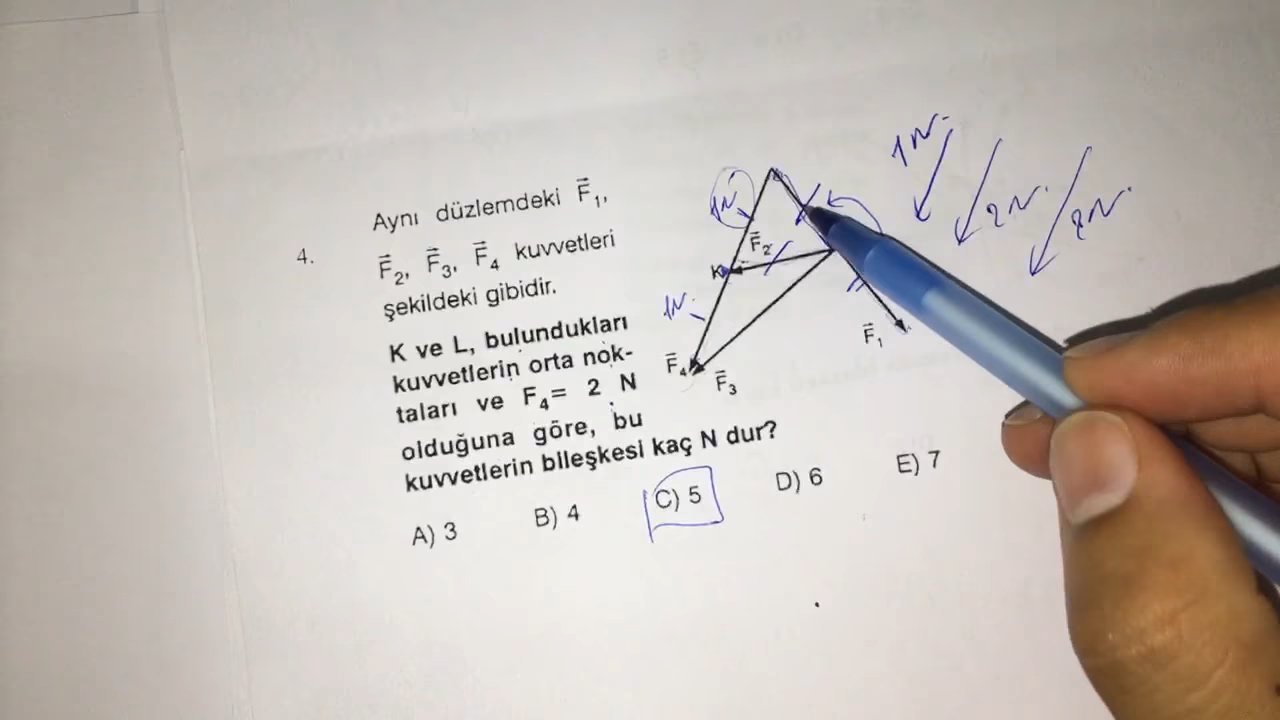 4.
Aynı düzlemdeki F⃗₁,
F⃗₂, F⃗₃, F⃗₄ kuvvetleri
şekildeki gibidir.
K ve L, bulundukları
kuvvetlerin orta nok-
taları ve F₄= 2 N
olduğuna göre, bu
kuvvetlerin bileşkesi kaç N dur?
A) 3
B) 4
C) 5
D) 6
E) 7
1N
F⃗₂
K
1N
F⃗₄
F⃗₃
F⃗₁
1N.
2N.
2N.